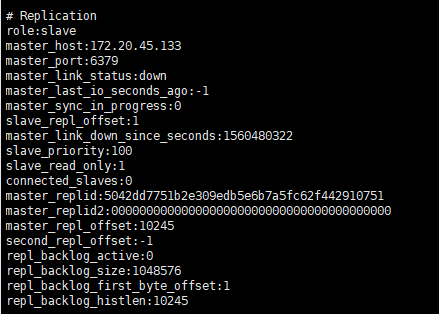 # Replication
role:slave
master_host:172.20.45.133
master_port:6379
master_link_status:down
master_last_io_seconds_ago:-1
master_sync_in_progress:0
slave_repl_offset:1
master_link_down_since_seconds:1560480322
slave_priority:100
slave_read_only:1
connected_slaves:0
master_replid:5042dd7751b2e309edb5e6b7a5fc62f442910751
master_replid2:0000000000000000000000000000000000000000
master_repl_offset:10245
second_repl_offset:-1
repl_backlog_active:0
repl_backlog_size:1048576
repl_backlog_first_byte_offset:1
repl_backlog_histlen:10245